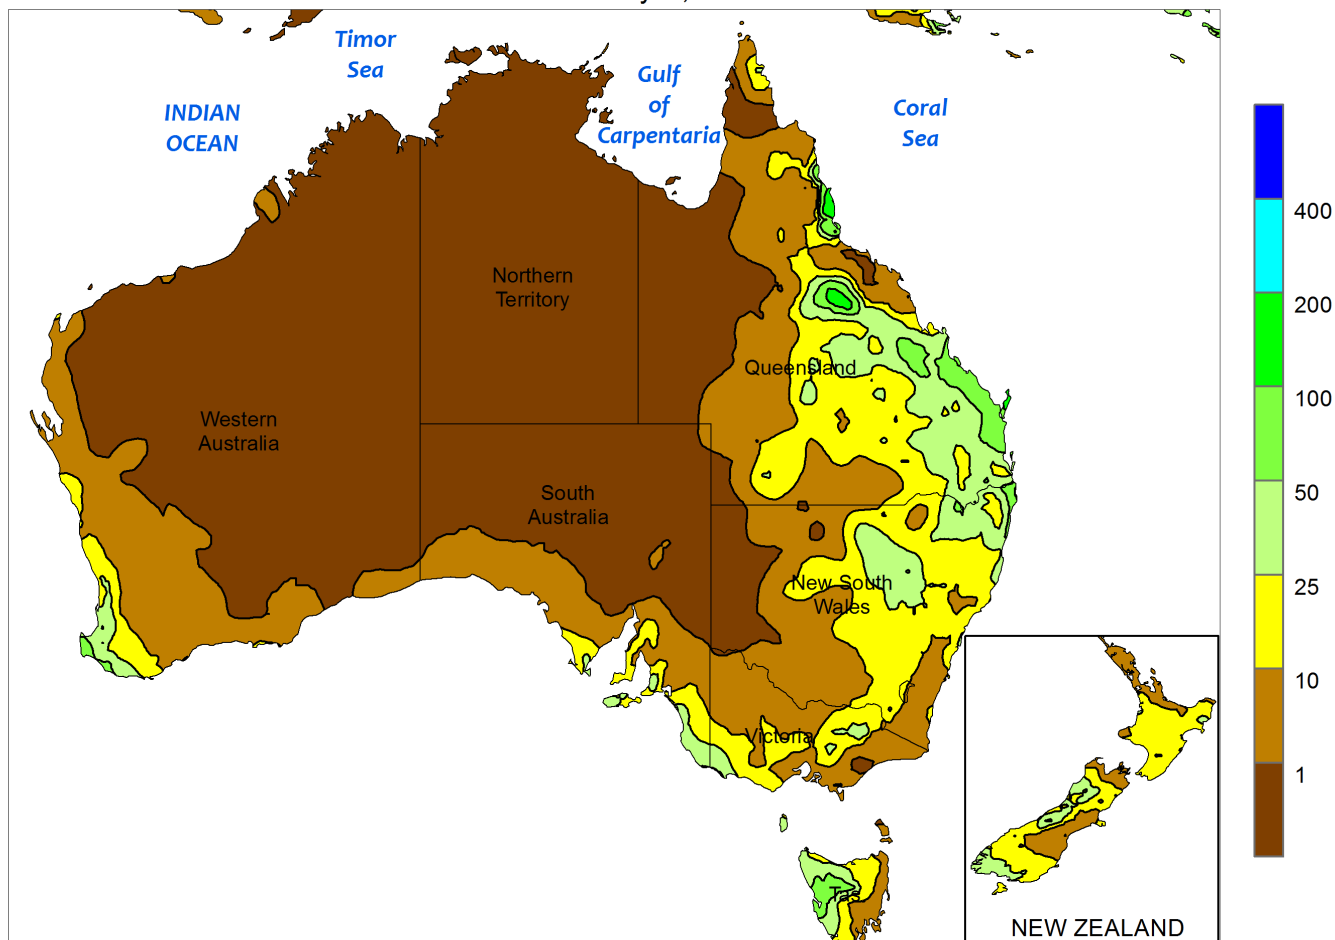 Timor
Sea
Gulf
of
Carpentaria
INDIAN
OCEAN
Coral
Sea
400
200
100
50
25
10
1
Northern
Territory
Queensland
Western
Australia
South
Australia
New South
Wales
Victoria
Tas
NEW ZEALAND